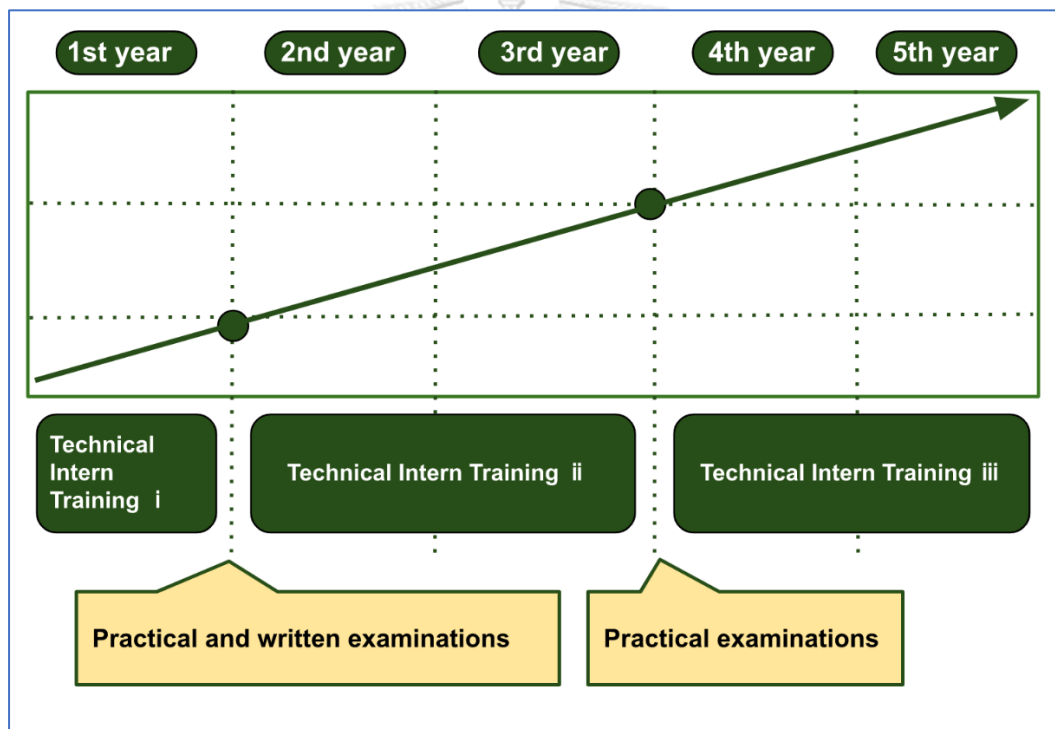 1st year
2nd year
3rd year
4th year
5th year
Technical
Intern
Training ⅰ
Technical Intern Training ⅱ
Technical Intern Training ⅲ
Practical and written examinations
Practical examinations